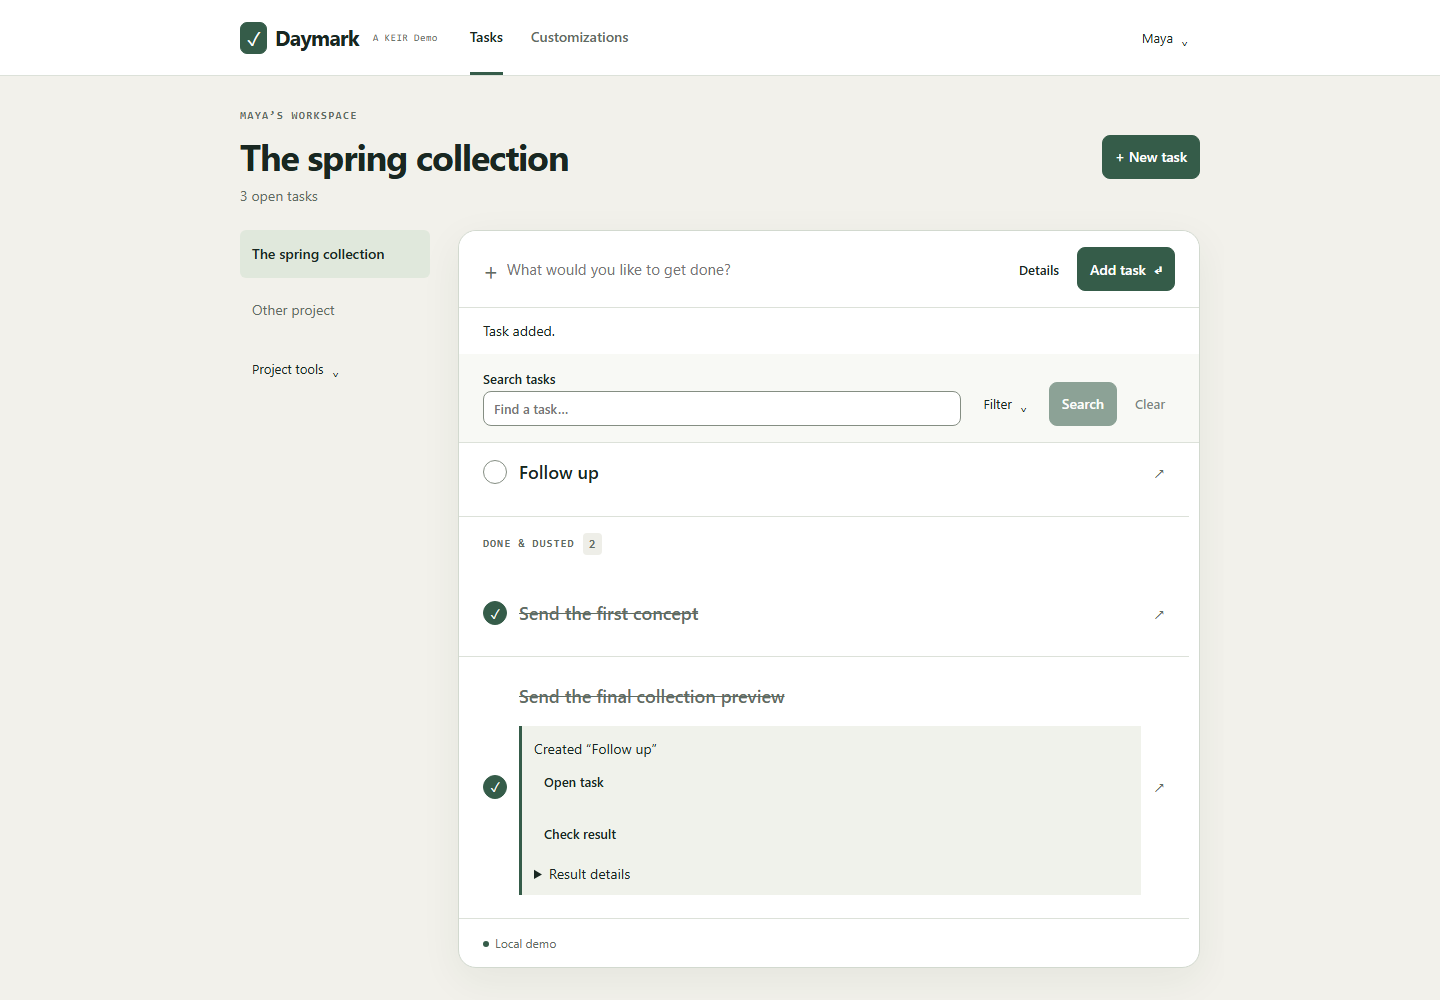 Daymark
A KEIR Demo
Tasks
Customizations
Maya
MAYA'S WORKSPACE
The spring collection
+ New task
3 open tasks
The spring collection
Other project
Project tools
What would you like to get done?
Details
Add task
Task added.
Search tasks
Find a task...
Filter
Search
Clear
Follow up
DONE & DUSTED 2
Send the first concept
Send the final collection preview
Created “Follow up”
Open task
Check result
Result details
Local demo